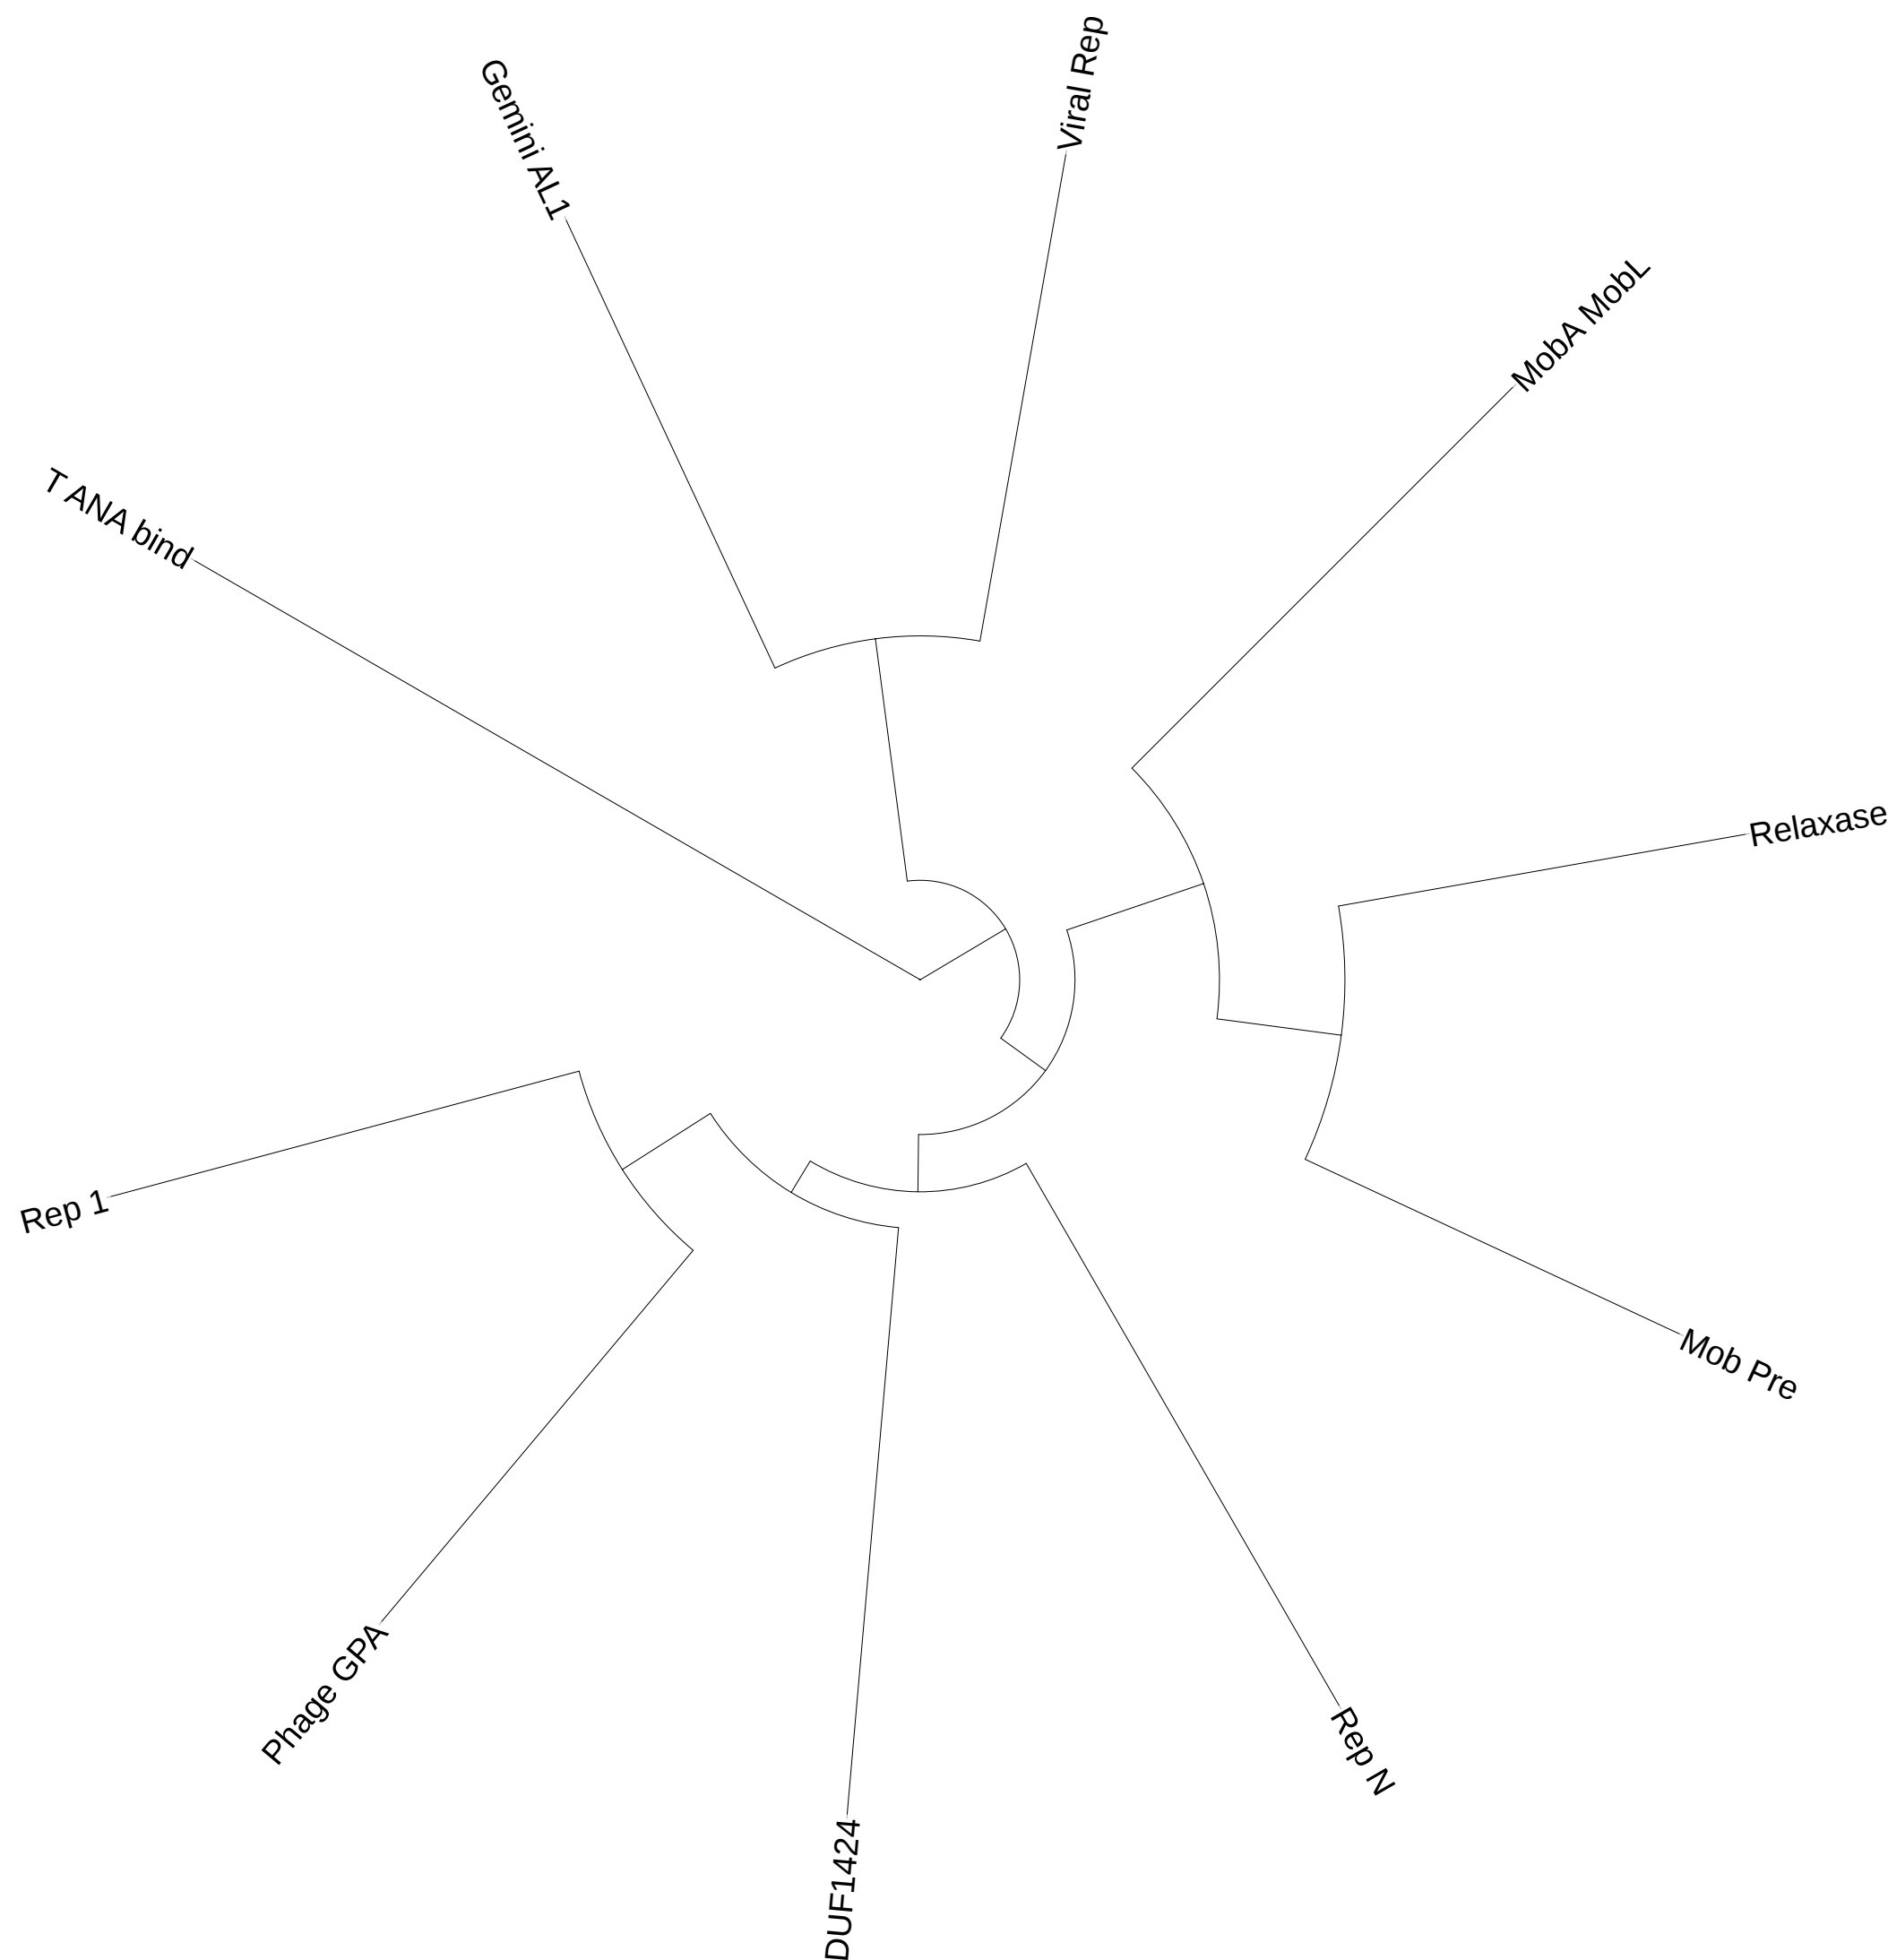 Viral Rep
Gemini AL1
MobA MobL
T ANA bind
Relaxase
Rep 1
Mob Pre
Phage GPA
Rep N
DUF1424